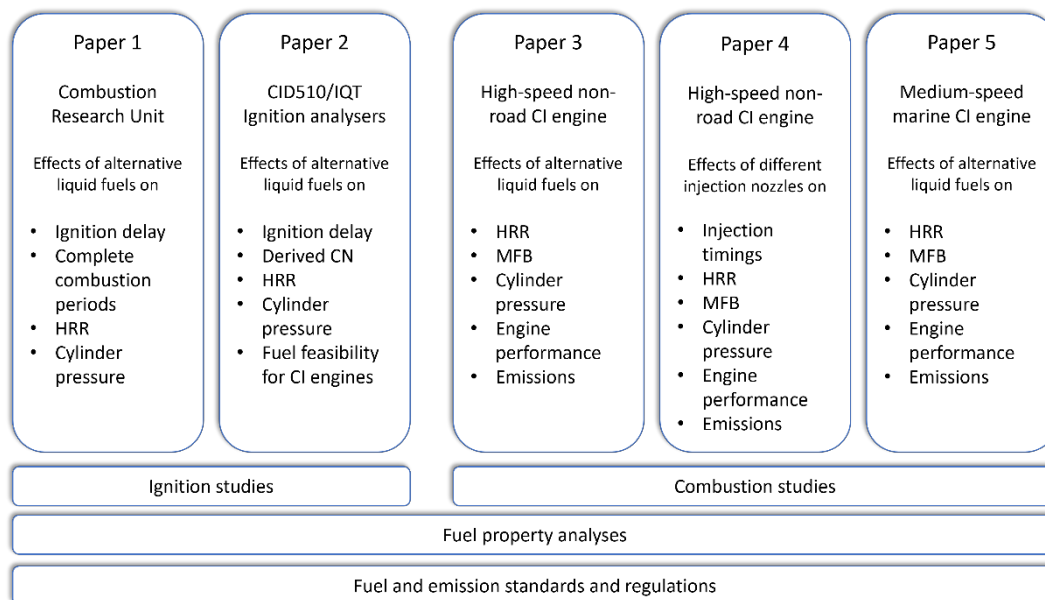 Paper 1
Combustion
Research Unit
Effects of alternative
liquid fuels on
• Ignition delay
• Complete
combustion
periods
• HRR
• Cylinder
pressure
Paper 2
CID510/IQT
Ignition analysers
Effects of alternative
liquid fuels on
• Ignition delay
• Derived CN
• HRR
• Cylinder
pressure
• Fuel feasibility
for CI engines
Paper 3
High-speed non-
road CI engine
Effects of alternative
liquid fuels on
• HRR
• MFB
• Cylinder
pressure
• Engine
performance
• Emissions
Paper 4
High-speed non-
road CI engine
Effects of different
injection nozzles on
• Injection
timings
• HRR
• MFB
• Cylinder
pressure
• Engine
performance
• Emissions
Paper 5
Medium-speed
marine CI engine
Effects of alternative
liquid fuels on
• HRR
• MFB
• Cylinder
pressure
• Engine
performance
• Emissions
Ignition studies
Combustion studies
Fuel property analyses
Fuel and emission standards and regulations